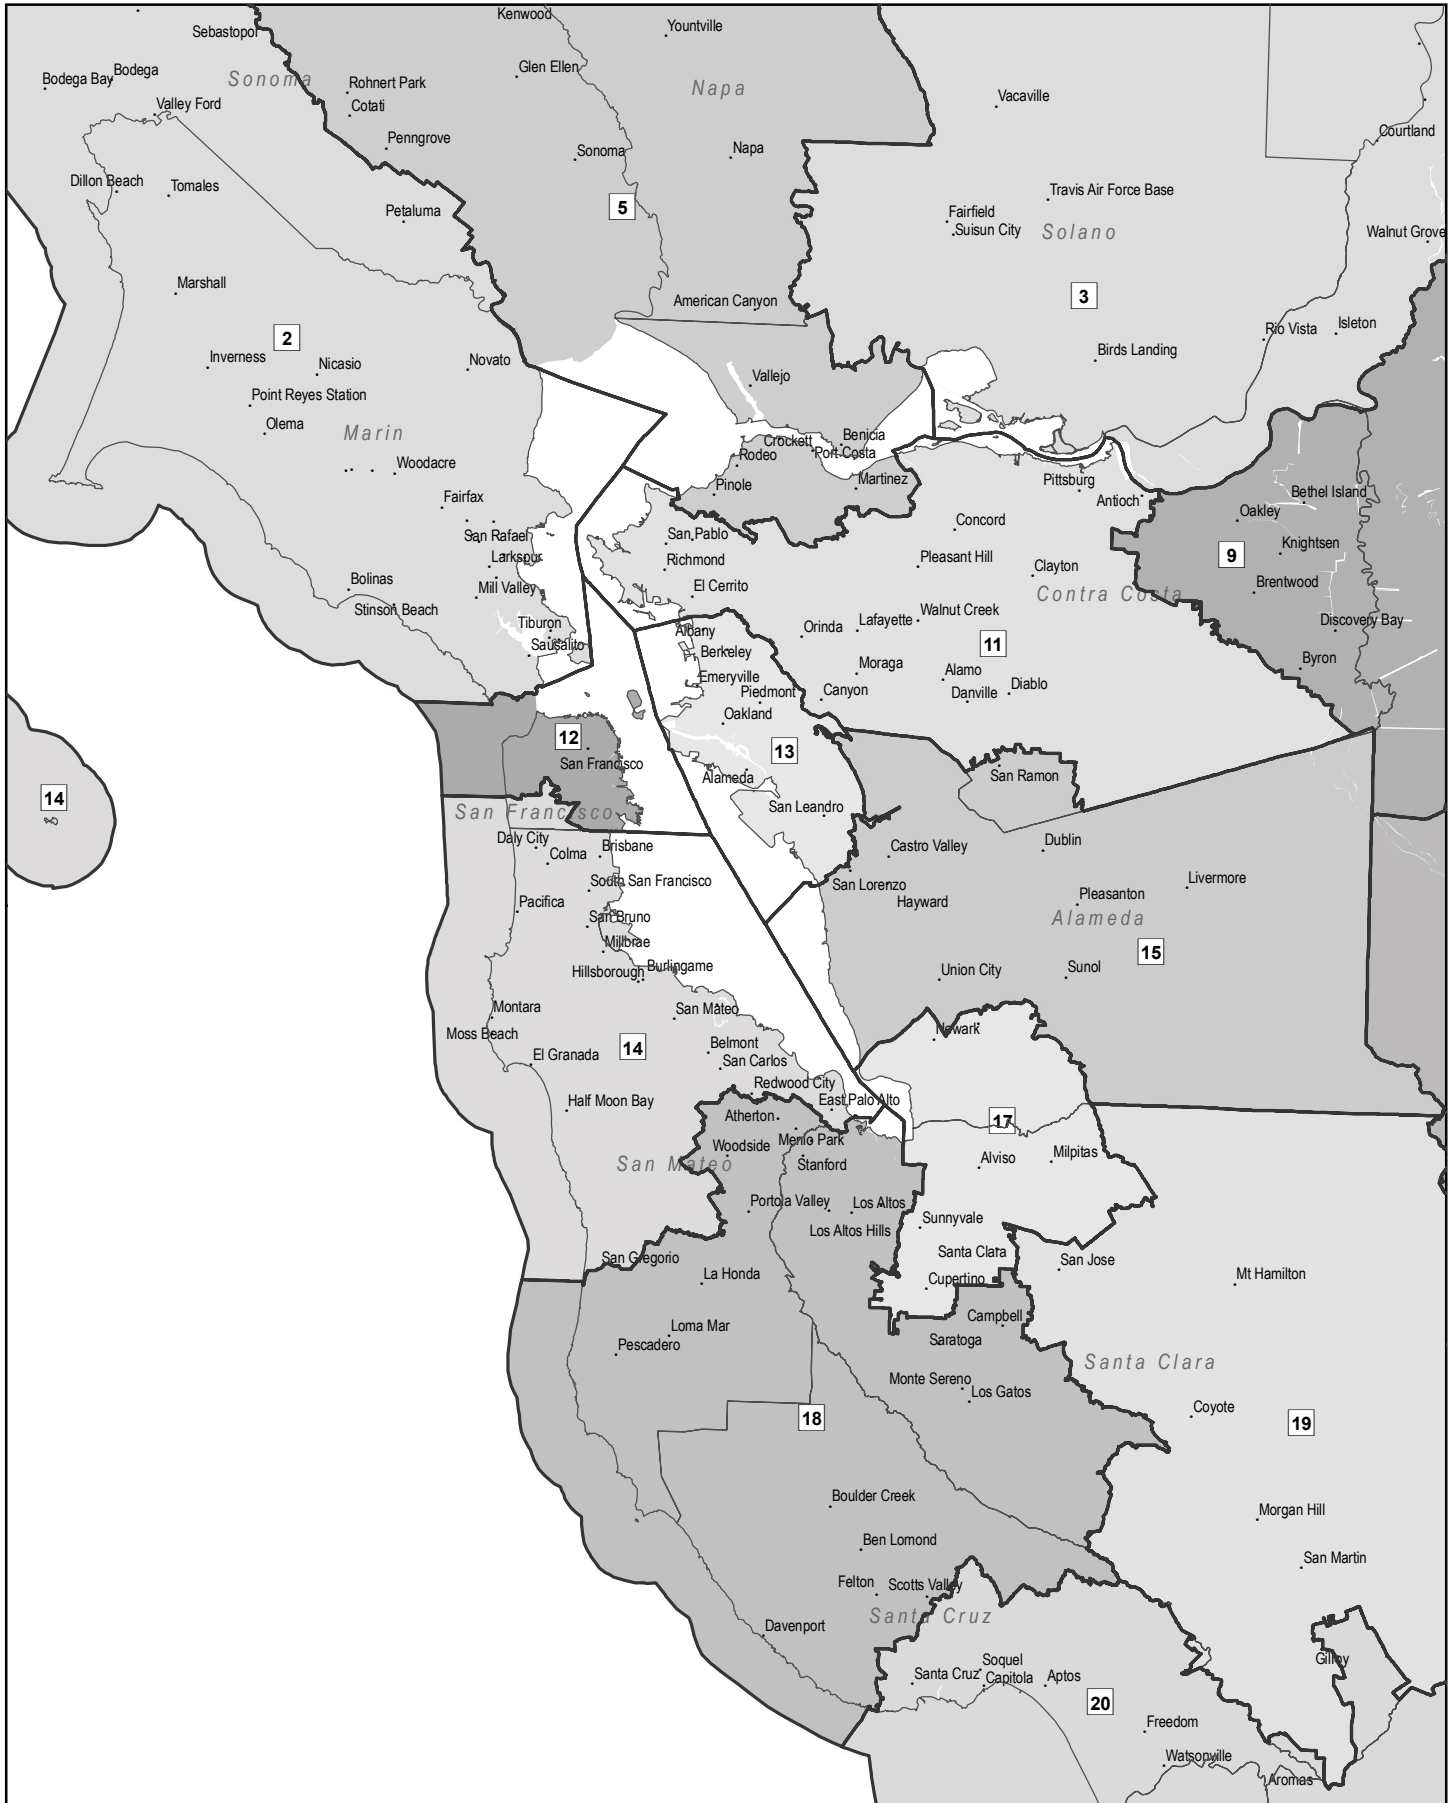 Kenwood
Yountville
Sebastopol
Bodega
Bodega Bay
Sonoma
Glen Ellen
Rohnert Park
Napa
Vacaville
Valley Ford
Cotati
Penngrove
Courtland
Sonoma
Napa
Dillon Beach
Tomales
Travis Air Force Base
5
Petaluma
Fairfield
Suisun City
Solano
Walnut Grove
Marshall
American Canyon
3
2
Rio Vista
Isleton
Inverness
Nicasio
Novato
Birds Landing
Vallejo
Point Reyes Station
Olema
Marin
Crockett
Benicia
Port Costa
Rodeo
Woodacre
Pinole
Martinez
Pittsburg
Antioch
Bethel Island
Fairfax
Oakley
Concord
San Rafael
San Pablo
Knightsen
Larkspur
Richmond
Pleasant Hill
9
Clayton
Bolinas
Mill Valley
El Cerrito
Brentwood
Contra Costa
Stinson Beach
Walnut Creek
Tiburon
Albany
Orinda
Lafayette
Discovery Bay
Sausalito
Berkeley
11
Moraga
Alamo
Byron
Emeryville
Piedmont
Canyon
Danville
Diablo
Oakland
12
13
San Francisco
Alameda
San Ramon
14
San Leandro
San Francisco
Daly City
Colma
Brisbane
Castro Valley
Dublin
South San Francisco
San Lorenzo
Livermore
Pacifica
Hayward
Pleasanton
San Bruno
Alameda
Millbrae
15
Hillsborough
Burlingame
Union City
Sunol
Montara
San Mateo
Moss Beach
Newark
El Granada
14
Belmont
San Carlos
Redwood City
Half Moon Bay
East Palo Alto
Atherton
17
Woodside
Menlo Park
San Mateo
Stanford
Alviso
Milpitas
Portola Valley
Los Altos
Los Altos Hills
Sunnyvale
San Gregorio
Santa Clara
San Jose
La Honda
Cupertino
Mt Hamilton
Loma Mar
Campbell
Pescadero
Saratoga
Santa Clara
Monte Sereno
Los Gatos
Coyote
18
19
Boulder Creek
Morgan Hill
Ben Lomond
San Martin
Felton
Scotts Valley
Santa Cruz
Davenport
Soquel
Gilroy
Santa Cruz
Capitola
Aptos
20
Freedom
Watsonville
Aromas